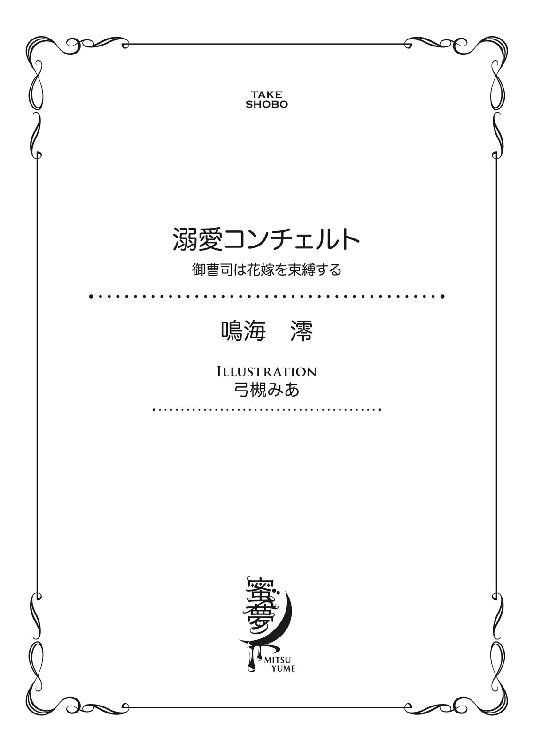 TAKE
SHOBO
溺愛コンチェルト
御曹司は花嫁を束縛する
鳴海　澪
ILLUSTRATION
弓槻みあ
蜜夢
MITSU
YUME